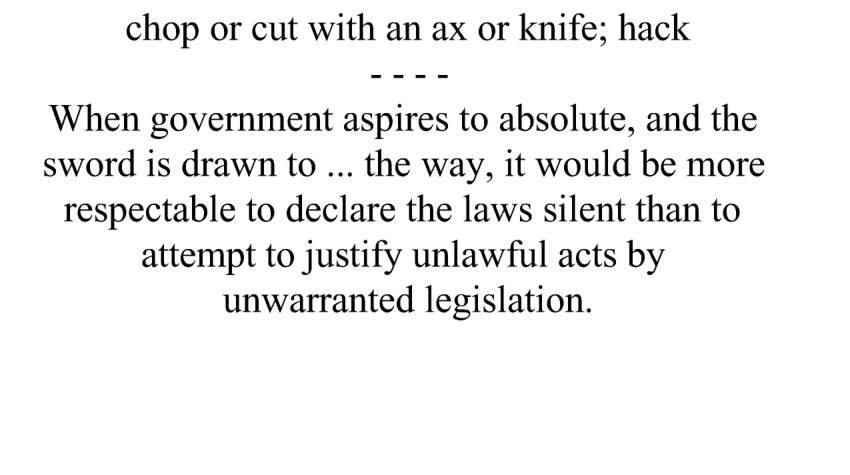 chop or cut with an ax or knife; hack
- - - -
When government aspires to absolute, and the
sword is drawn to ... the way, it would be more
respectable to declare the laws silent than to
attempt to justify unlawful acts by
unwarranted legislation.